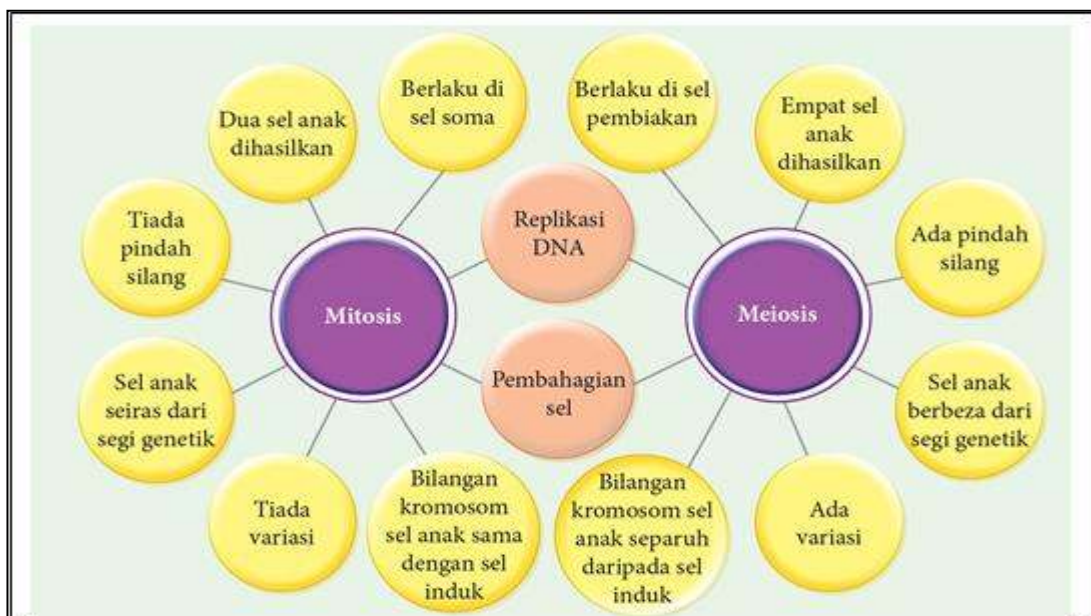 Dua sel anak
dihasilkan
Berlaku di
sel soma
Berlaku di sel
pembiakan
Empat sel
anak
dihasilkan
Tiada
pindah
silang
Replikasi
DNA
Ada pindah
silang
Mitosis
Meiosis
Sel anak
seiras dari
segi genetik
Pembahagian
sel
Sel anak
berbeza dari
segi genetik
Tiada
variasi
Bilangan
kromosom
sel anak sama
dengan sel
induk
Bilangan
kromosom sel
anak separuh
daripada sel
induk
Ada
variasi